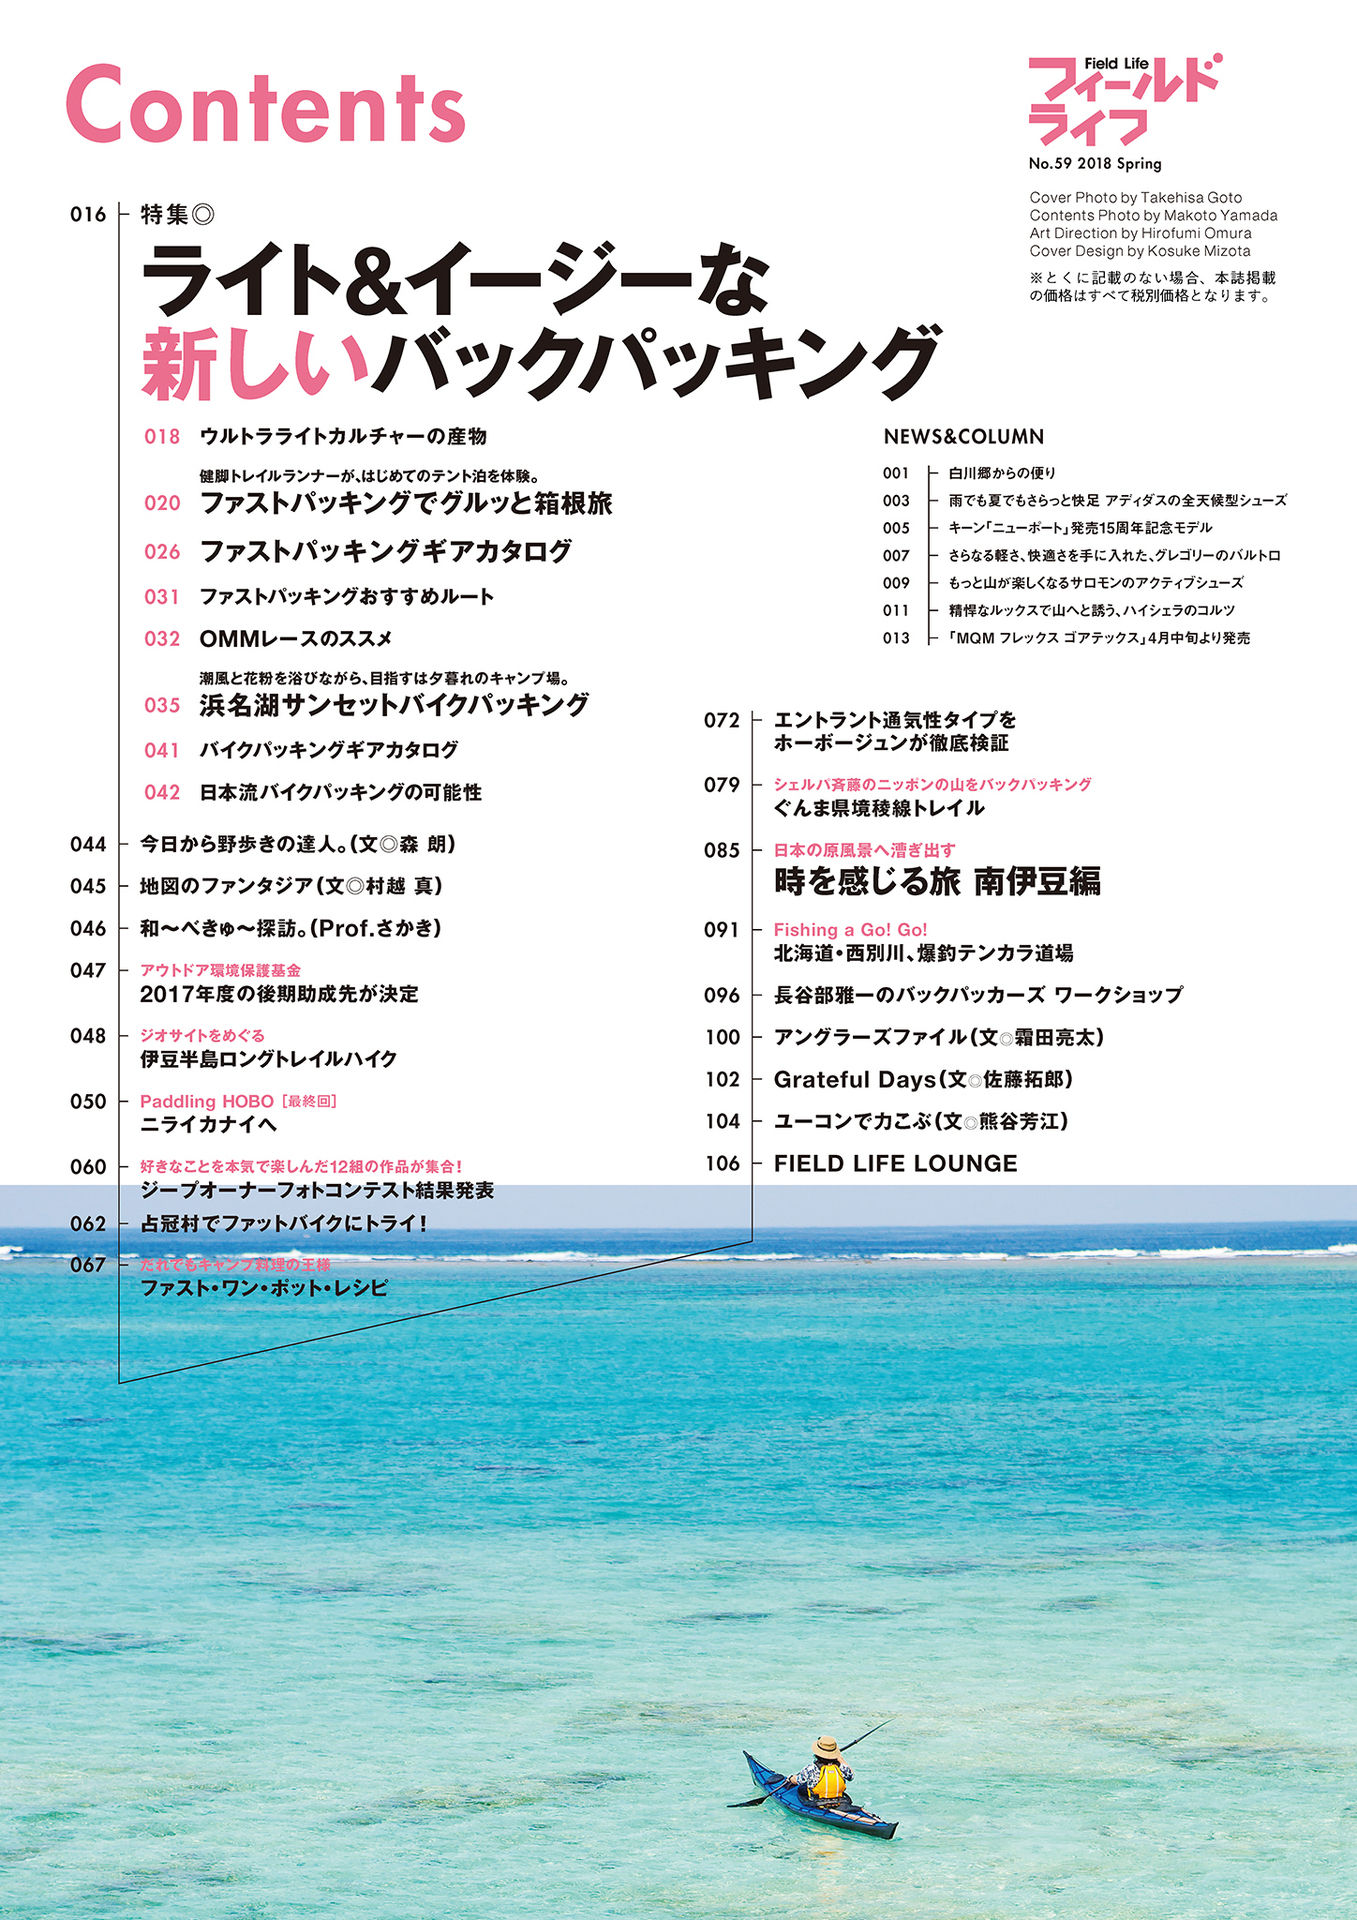 Contents
Field Life
フィールド
ライフ
No.59 2018 Spring
Cover Photo by Takehisa Goto
Contents Photo by Makoto Yamada
Art Direction by Hirofumi Omura
Cover Design by Kosuke Mizota
※とくに記載のない場合、本誌掲載
の価格はすべて税別価格となります。
016 特集◎
ライト&イージーな
新しいバックパッキング
018 ウルトラライトカルチャーの産物
健脚トレイルランナーが、はじめてのテント泊を体験。
020 ファストパッキングでグルッと箱根旅
026 ファストパッキングギアカタログ
031 ファストパッキングおすすめルート
032 OMMレースのススメ
潮風と花粉を浴びながら、目指すは夕暮れのキャンプ場。
035 浜名湖サンセットバイクパッキング
041 バイクパッキングギアカタログ
042 日本流バイクパッキングの可能性
044 今日から野歩きの達人。(文◎森 朗)
045 地図のファンタジア(文◎村越 真)
046 和〜べきゅ〜探訪。(Prof.さかき)
047 アウトドア環境保護基金
2017年度の後期助成先が決定
048 ジオサイトをめぐる
伊豆半島ロングトレイルハイク
050 Paddling HOBO [最終回]
ニライカナイへ
060 好きなことを本気で楽しんだ12組の作品が集合!
ジープオーナーフォトコンテスト結果発表
062 占冠村でファットバイクにトライ!
067 だれでもキャンプ料理の王様
ファスト・ワン・ポット・レシピ
NEWS&COLUMN
001 白川郷からの便り
003 雨でも夏でもさらっと快足 アディダスの全天候型シューズ
005 キーン「ニューポート」発売15周年記念モデル
007 さらなる軽さ、快適さを手に入れた、グレゴリーのバルトロ
009 もっと山が楽しくなるサロモンのアクティブシューズ
011 精悍なルックスで山へと誘う、ハイシェラのコルツ
013 「MQM フレックス ゴアテックス」4月中旬より発売
072 エントラント通気性タイプを
ホーボージュンが徹底検証
079 シェルパ斉藤のニッポンの山をバックパッキング
ぐんま県境稜線トレイル
085 日本の原風景へ漕ぎ出す
時を感じる旅 南伊豆編
091 Fishing a Go! Go!
北海道・西別川、爆釣テンカラ道場
096 長谷部雅一のバックパッカーズ ワークショップ
100 アングラーズファイル(文◎霜田亮太)
102 Grateful Days(文◎佐藤拓郎)
104 ユーコンで力こぶ(文◎熊谷芳江)
106 FIELD LIFE LOUNGE